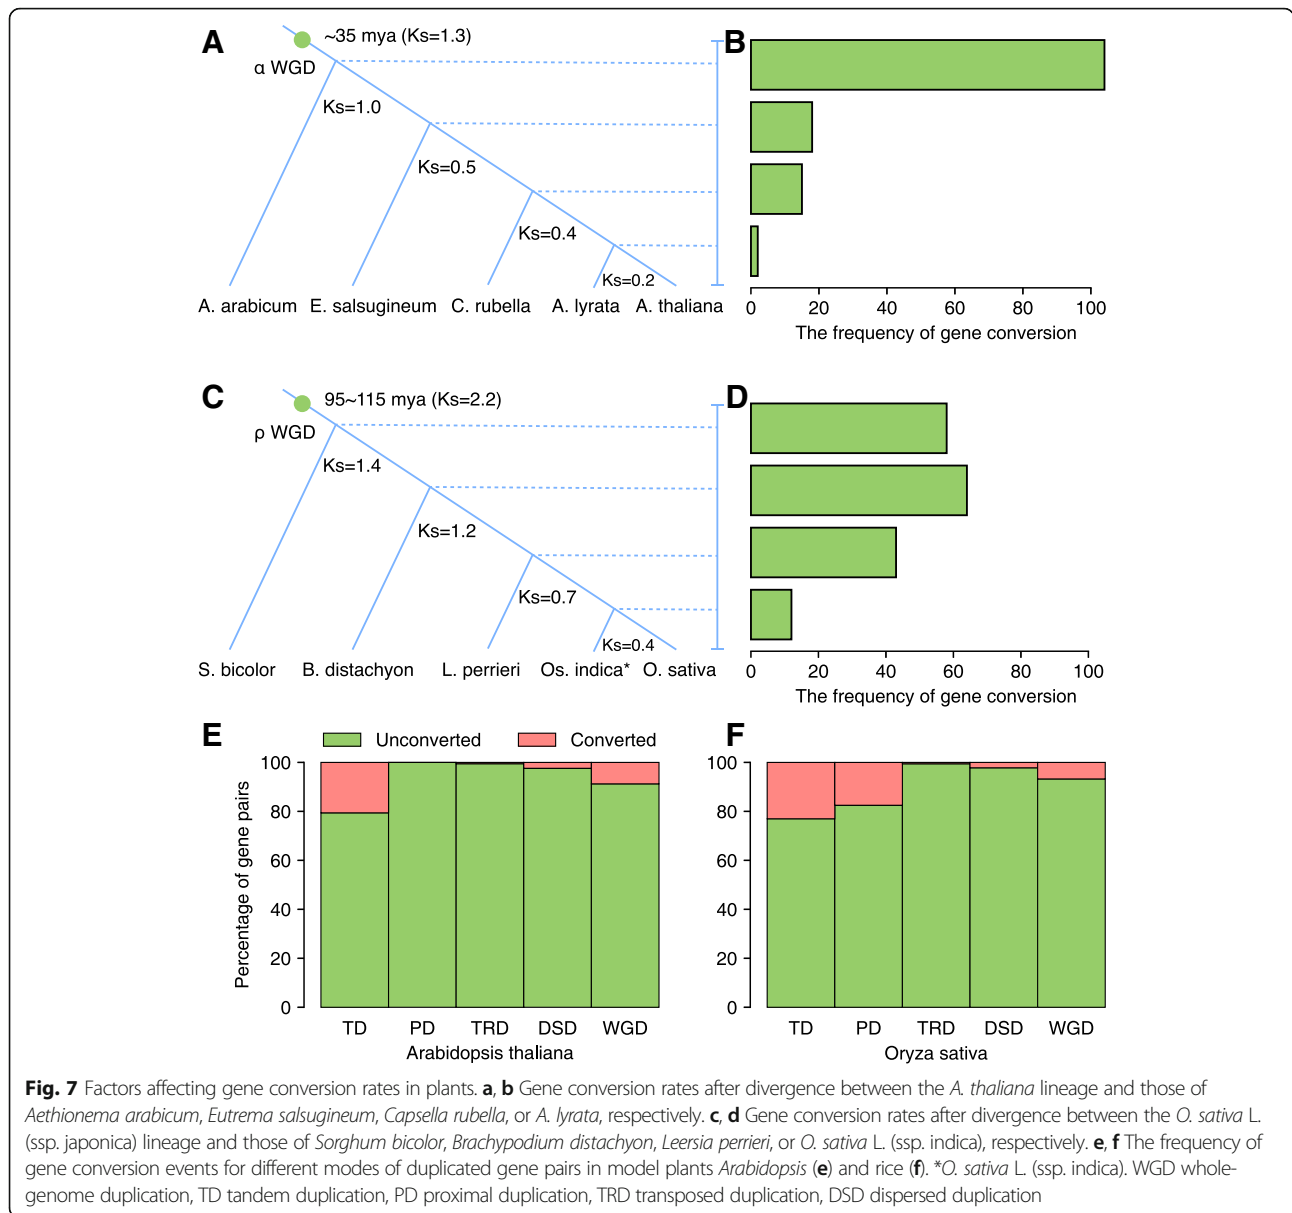 A
~35 mya (Ks=1.3)
α WGD
Ks=1.0
Ks=0.5
Ks=0.4
Ks=0.2
A. arabicum E. salsugineum C. rubella A. lyrata A. thaliana
B
0 20 40 60 80 100
The frequency of gene conversion
C
95~115 mya (Ks=2.2)
ρ WGD
Ks=1.4
Ks=1.2
Ks=0.7
Ks=0.4
S. bicolor B. distachyon L. perrieri Os. indica* O. sativa
D
0 20 40 60 80 100
The frequency of gene conversion
E
Unconverted Converted
Percentage of gene pairs
100
80
60
40
20
0
TD PD TRD DSD WGD
Arabidopsis thaliana
F
100
80
60
40
20
0
TD PD TRD DSD WGD
Oryza sativa
Fig. 7 Factors affecting gene conversion rates in plants. a, b Gene conversion rates after divergence between the A. thaliana lineage and those of
Aethionema arabicum, Eutrema salsugineum, Capsella rubella, or A. lyrata, respectively. c, d Gene conversion rates after divergence between the O. sativa L.
(ssp. japonica) lineage and those of Sorghum bicolor, Brachypodium distachyon, Leersia perrieri, or O. sativa L. (ssp. indica), respectively. e, f The frequency of
gene conversion events for different modes of duplicated gene pairs in model plants Arabidopsis (e) and rice (f). *O. sativa L. (ssp. indica). WGD whole-
genome duplication, TD tandem duplication, PD proximal duplication, TRD transposed duplication, DSD dispersed duplication